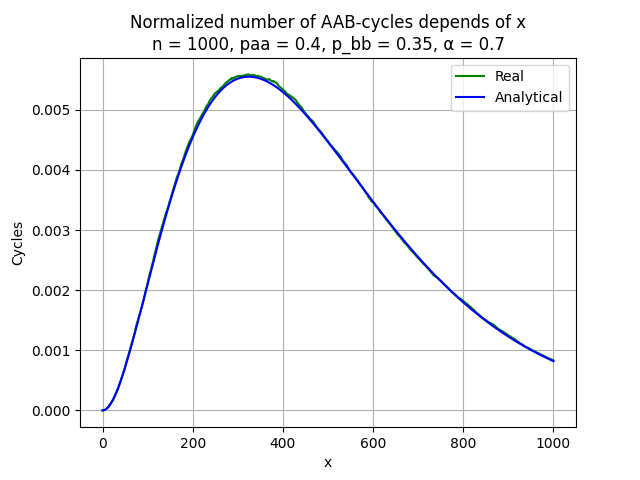 Normalized number of AAB-cycles depends of x
n = 1000, paa = 0.4, p_bb = 0.35, α = 0.7
Real
Analytical
0.005
0.004
0.003
0.002
0.001
0.000
Cycles
0 200 400 600 800 1000
x